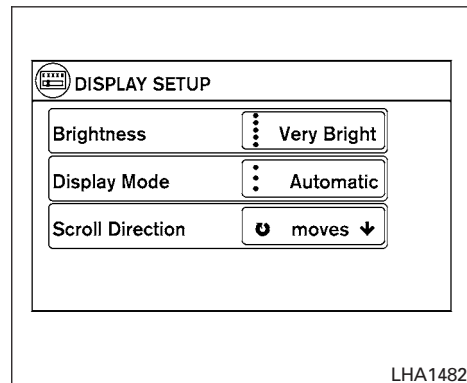 DISPLAY SETUP
Brightness Very Bright
Display Mode Automatic
Scroll Direction moves
LHA1482